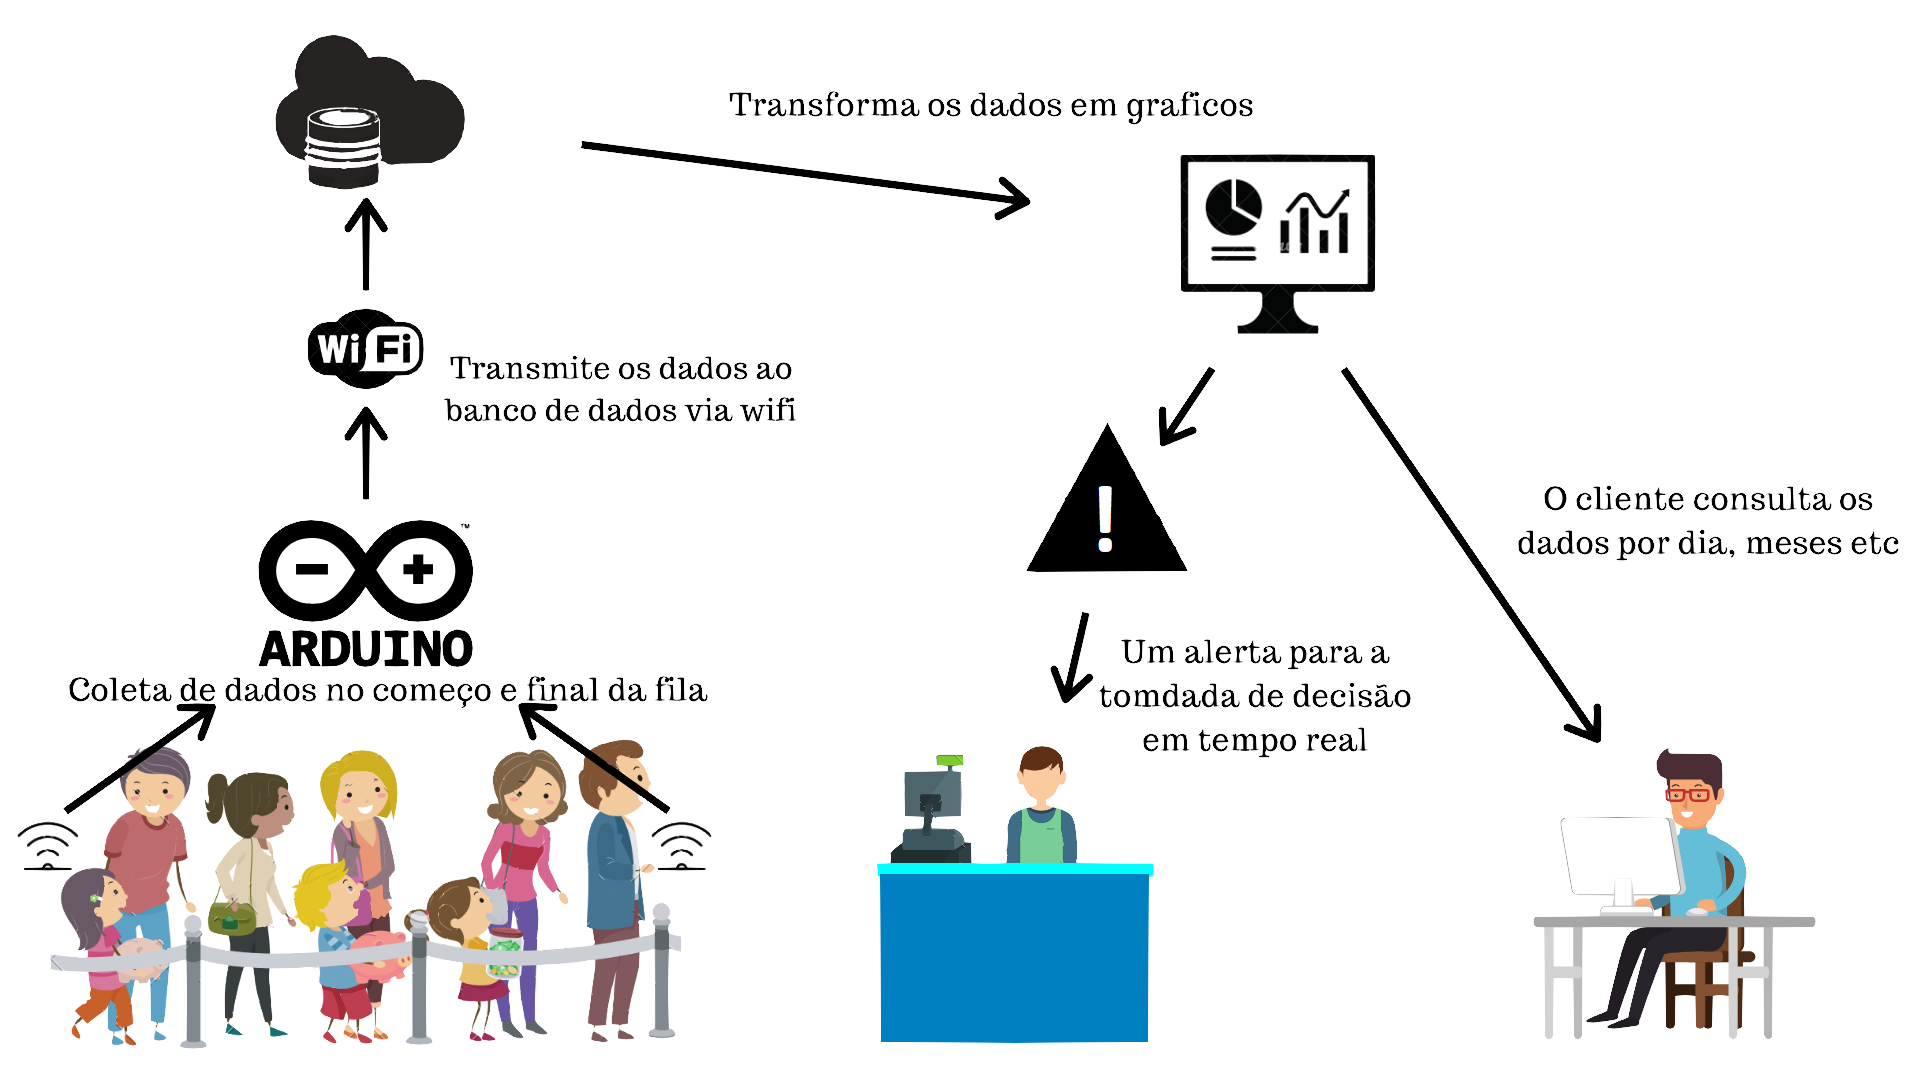 Transforma os dados em graficos
WiFi
Transmite os dados ao
banco de dados via wifi
O cliente consulta os
dados por dia, meses etc
™
ARDUINO
Coleta de dados no começo e final da fila
Um alerta para a
tomdada de decisão
em tempo real